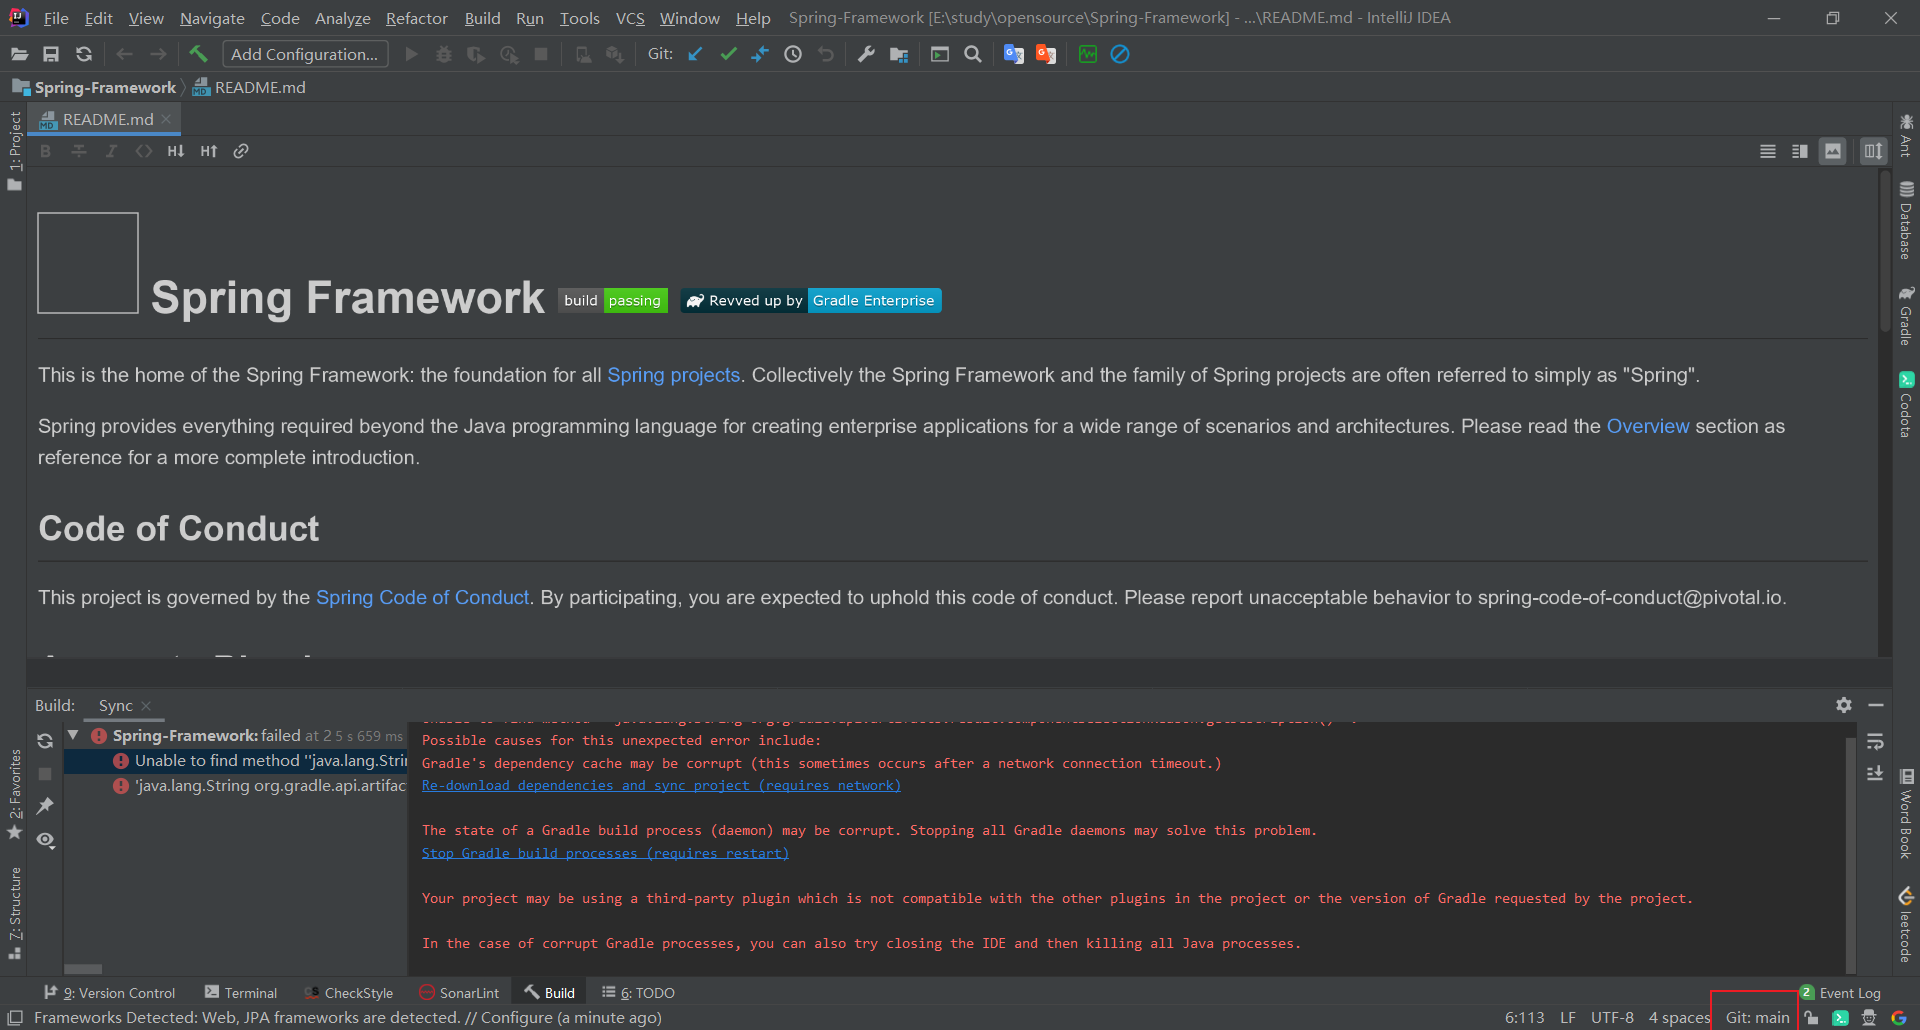 File Edit View Navigate Code Analyze Refactor Build Run Tools VCS Window Help Spring-Framework [E:\study\opensource\Spring-Framework] - ...\README.md - IntelliJ IDEA
Add Configuration... Git:
Spring-Framework README.md
README.md
1: Project
Ant
Database
Gradle
Codota
Spring Framework build passing Revved up by Gradle Enterprise
This is the home of the Spring Framework: the foundation for all Spring projects. Collectively the Spring Framework and the family of Spring projects are often referred to simply as "Spring".
Spring provides everything required beyond the Java programming language for creating enterprise applications for a wide range of scenarios and architectures. Please read the Overview section as
reference for a more complete introduction.
Code of Conduct
This project is governed by the Spring Code of Conduct. By participating, you are expected to uphold this code of conduct. Please report unacceptable behavior to spring-code-of-conduct@pivotal.io.
Build: Sync
Spring-Framework: failed at 2 5 s 659 ms
Unable to find method ''java.lang.Stri
'java.lang.String org.gradle.api.artifac
Possible causes for this unexpected error include:
Gradle's dependency cache may be corrupt (this sometimes occurs after a network connection timeout.)
Re-download dependencies and sync project (requires network)
The state of a Gradle build process (daemon) may be corrupt. Stopping all Gradle daemons may solve this problem.
Stop Gradle build processes (requires restart)
Your project may be using a third-party plugin which is not compatible with the other plugins in the project or the version of Gradle requested by the project.
In the case of corrupt Gradle processes, you can also try closing the IDE and then killing all Java processes.
2: Favorites
7: Structure
Word Book
leetcode
9: Version Control Terminal CheckStyle SonarLint Build 6: TODO 2 Event Log
Frameworks Detected: Web, JPA frameworks are detected. // Configure (a minute ago) 6:113 LF UTF-8 4 spaces Git: main